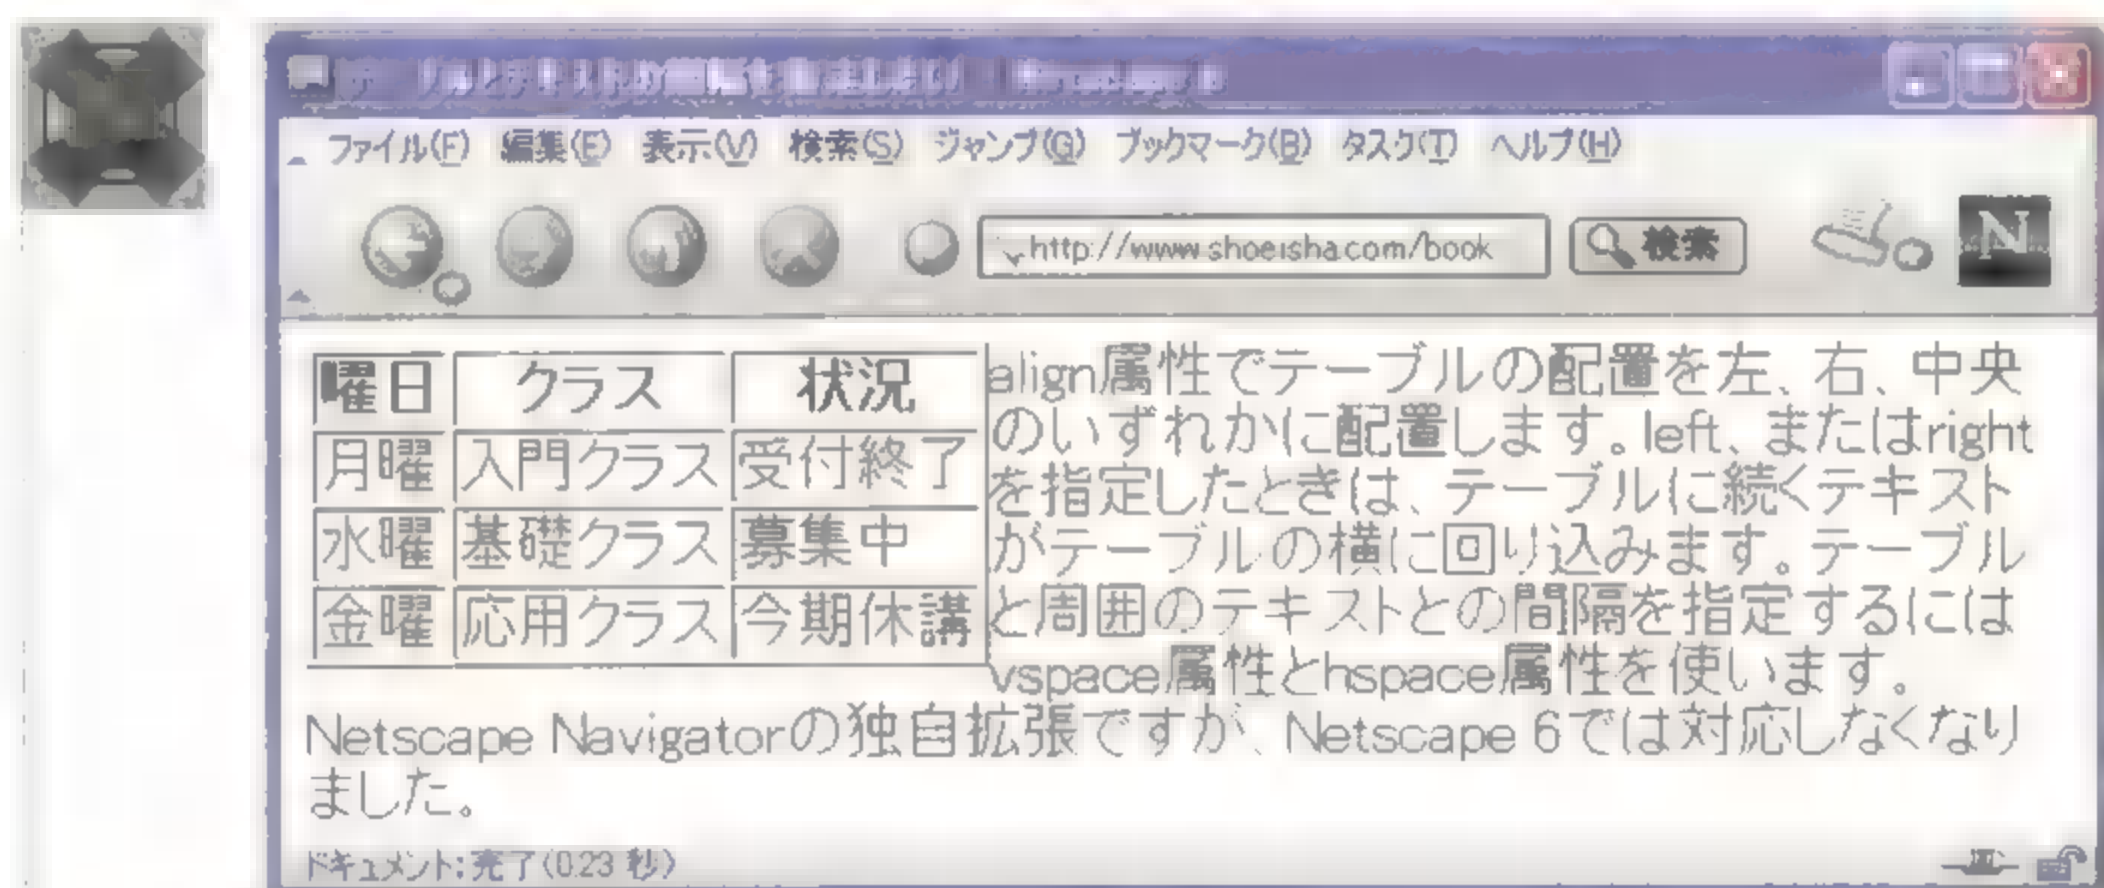 ファイル(F) 編集(E) 表示(V) 検索(S) ジャンプ(G) ブックマーク(B) タスク(T) ヘルプ(H)
http://www.shoeisha.com/book 検索 N
曜日 クラス 状況
月曜 入門クラス 受付終了
水曜 基礎クラス 募集中
金曜 応用クラス 今期休講
align属性でテーブルの配置を左、右、中央
のいずれかに配置します。left、またはright
を指定したときは、テーブルに続くテキスト
がテーブルの横に回り込みます。テーブル
と周囲のテキストとの間隔を指定するには
vspace属性とhspace属性を使います。
Netscape Navigatorの独自拡張ですが、Netscape 6では対応しなくなり
ました。
ドキュメント:完了(0.23 秒)